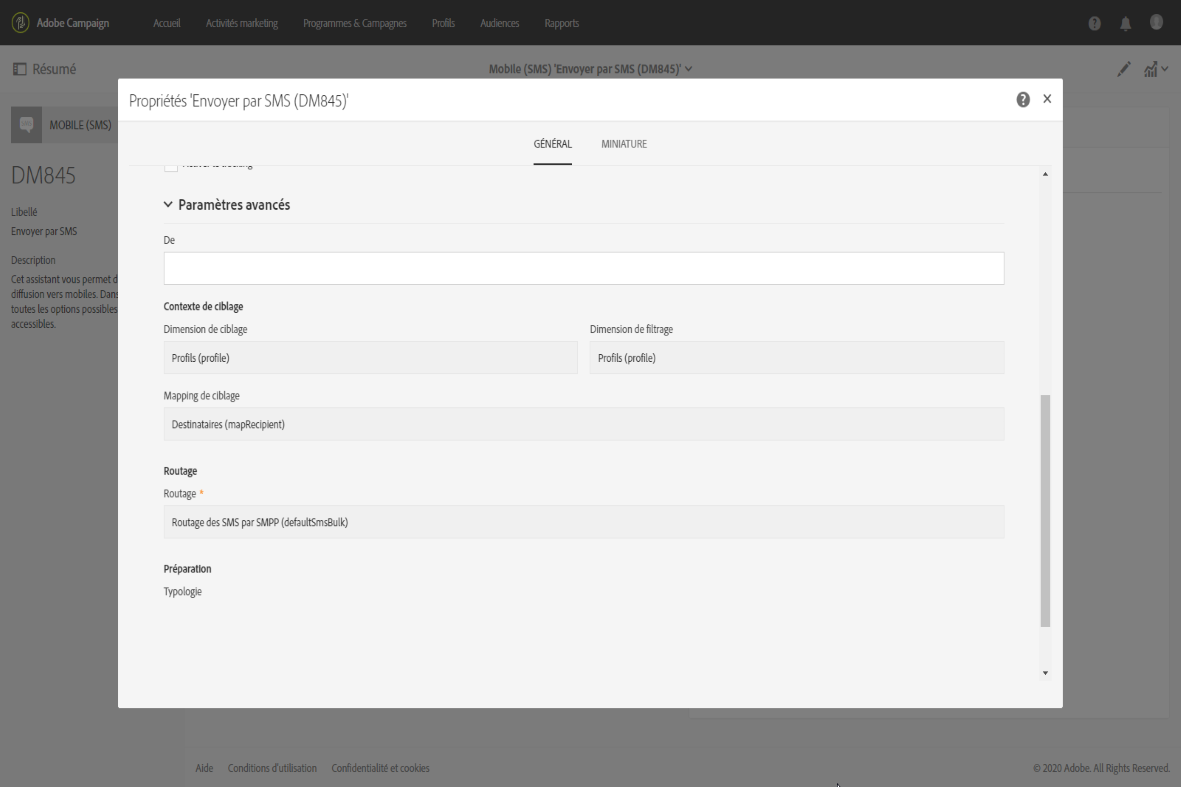 Adobe Campaign Accueil Activités marketing Programmes & Campagnes Profils Audiences Rapports
Résumé
Mobile (SMS) 'Envoyer par SMS (DM845)'
Propriétés 'Envoyer par SMS (DM845)'
MOBILE (SMS)
DM845
Libellé
Envoyer par SMS
Description
Cet assistant vous permet d
diffusion vers mobiles. Dans
toutes les options possibles
accessibles.
GÉNÉRAL MINIATURE
Paramètres avancés
De
Contexte de ciblage
Dimension de ciblage Dimension de filtrage
Profils (profile) Profils (profile)
Mapping de ciblage
Destinataires (mapRecipient)
Routage
Routage *
Routage des SMS par SMPP (defaultSmsBulk)
Préparation
Typologie
Aide Conditions d'utilisation Confidentialité et cookies © 2020 Adobe. All Rights Reserved.